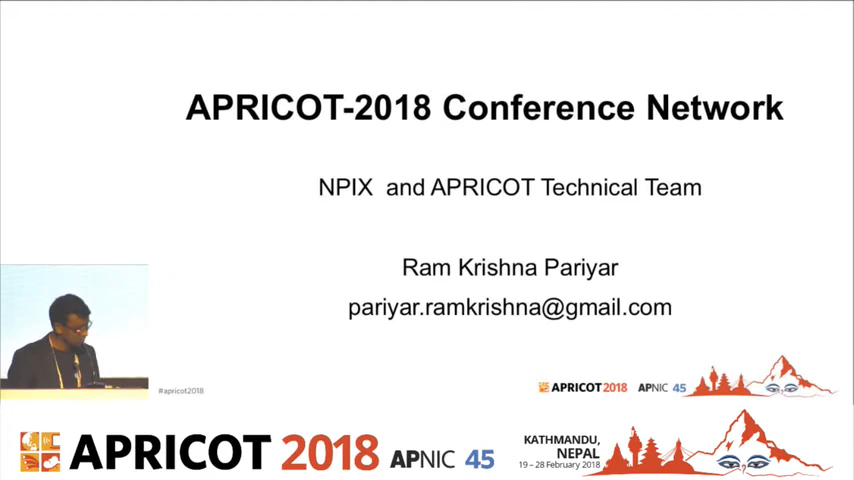 APRICOT-2018 Conference Network
NPIX and APRICOT Technical Team
Ram Krishna Pariyar
pariyar.ramkrishna@gmail.com
#apricot2018
APRICOT 2018 APNIC 45
APRICOT 2018 APNIC 45
KATHMANDU,
NEPAL
19 – 28 February 2018